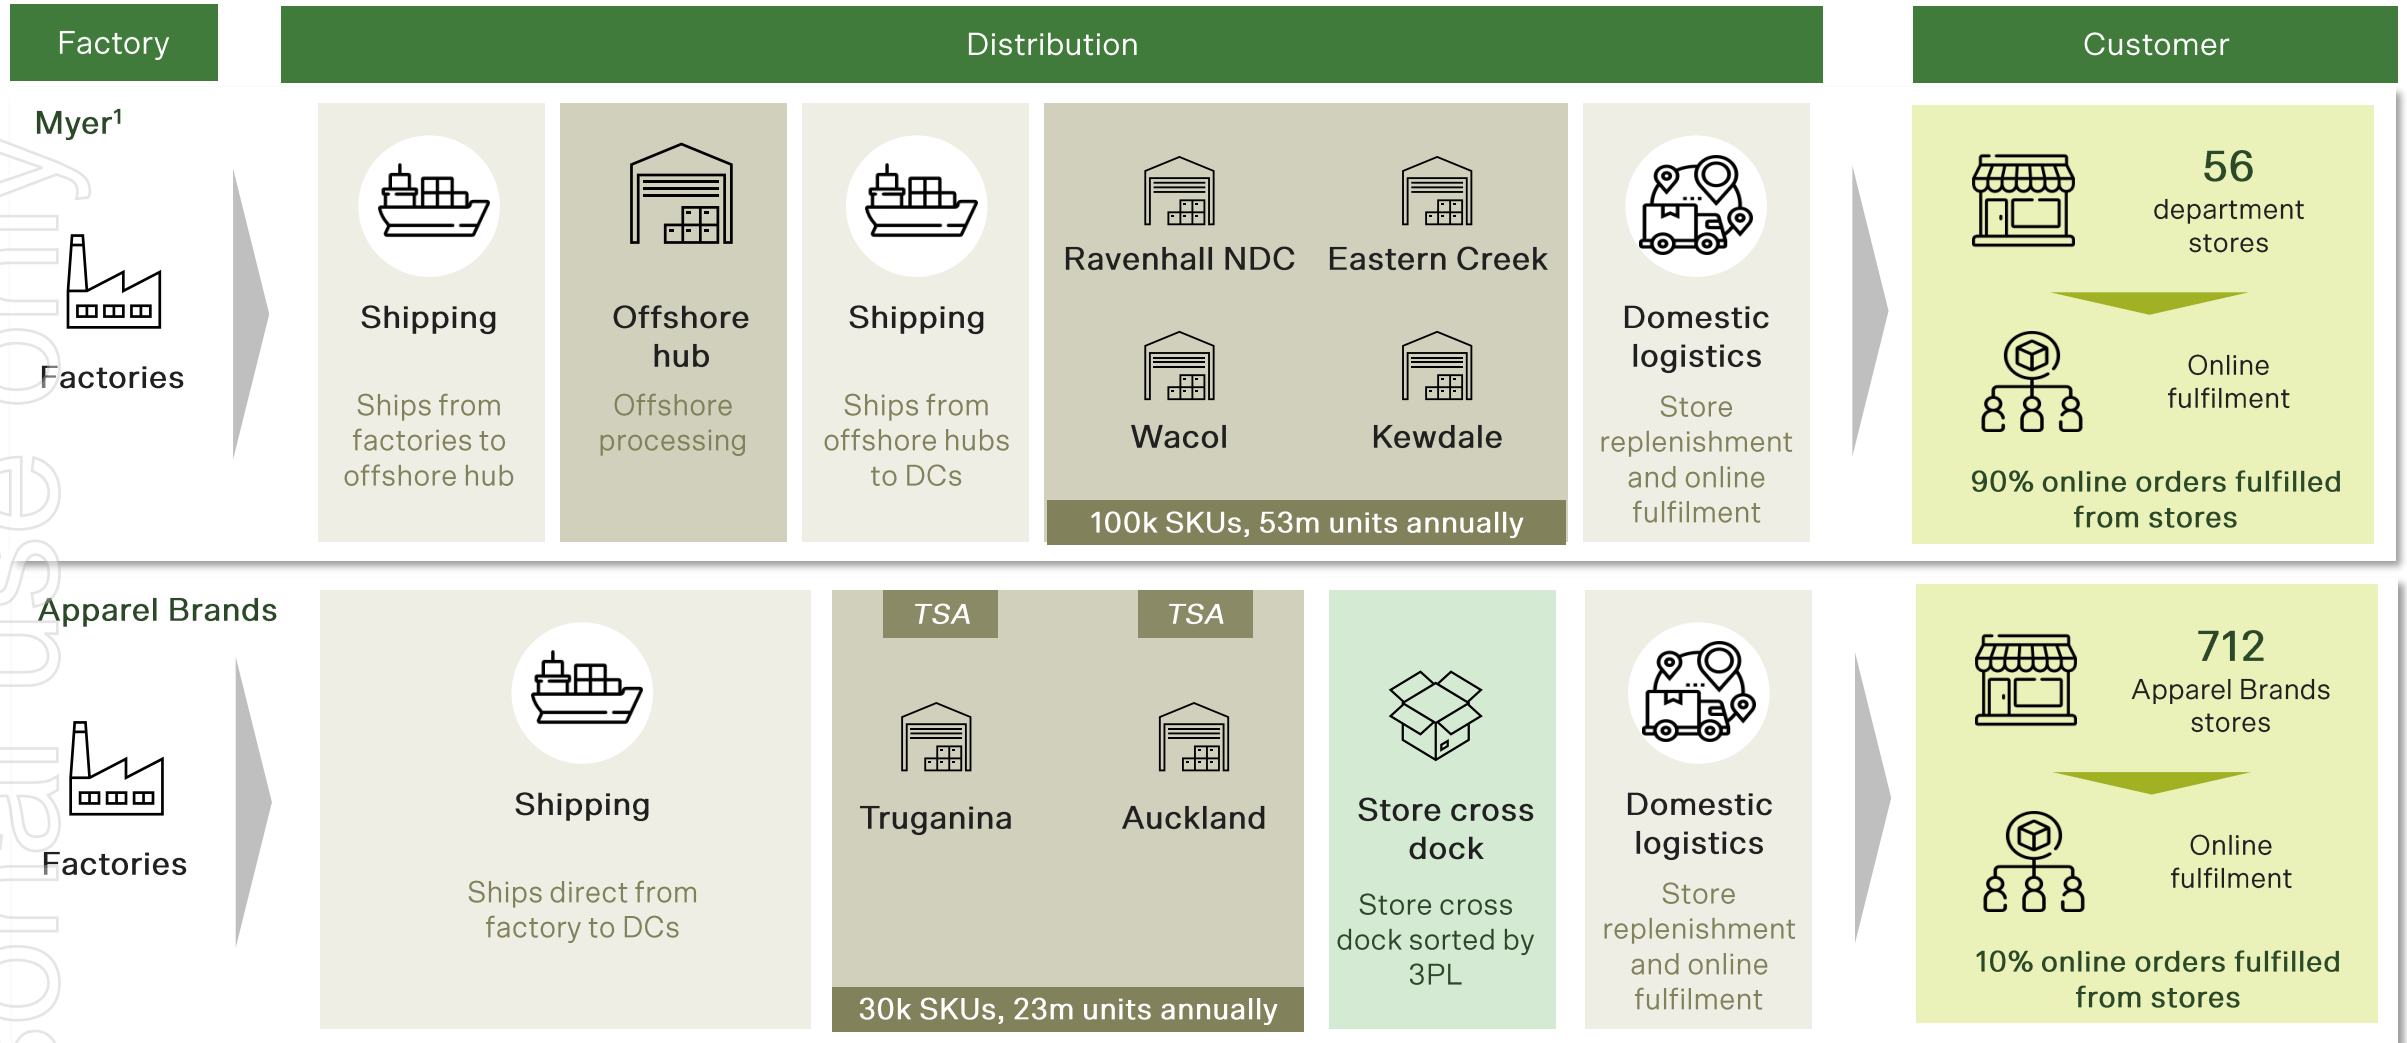 Factory
Distribution
Customer
Myer¹
Factories
Shipping
Ships from
factories to
offshore hub
Offshore
hub
Offshore
processing
Shipping
Ships from
offshore hubs
to DCs
Ravenhall NDC
Eastern Creek
Wacol
Kewdale
100k SKUs, 53m units annually
Domestic
logistics
Store
replenishment
and online
fulfilment
56
department
stores
Online
fulfilment
90% online orders fulfilled
from stores
Apparel Brands
Factories
Shipping
Ships direct from
factory to DCs
TSA
TSA
Truganina
Auckland
30k SKUs, 23m units annually
Store cross
dock
Store cross
dock sorted by
3PL
Domestic
logistics
Store
replenishment
and online
fulfilment
712
Apparel Brands
stores
Online
fulfilment
10% online orders fulfilled
from stores
use only